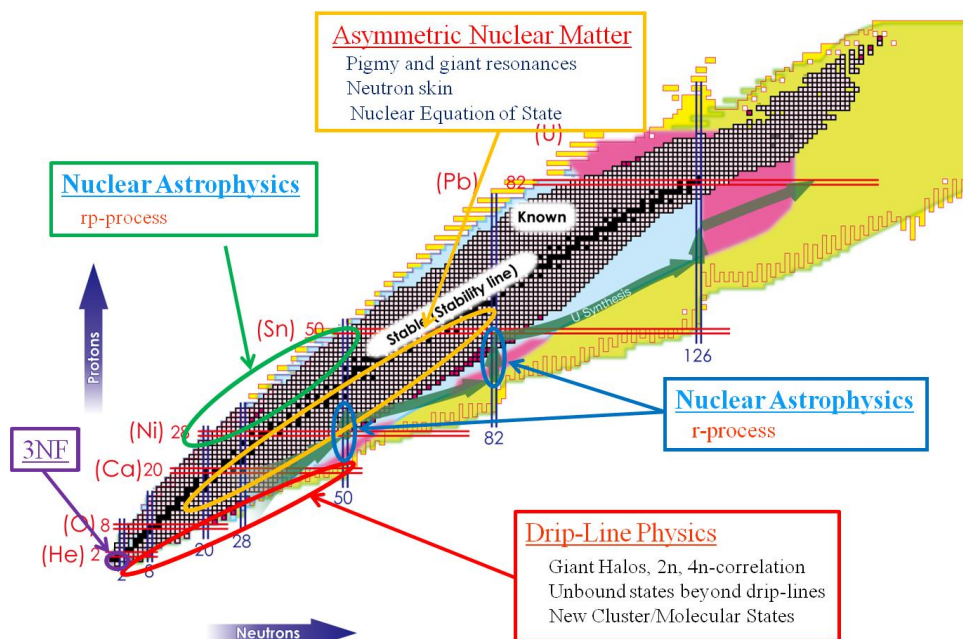 Asymmetric Nuclear Matter
Pigmy and giant resonances
Neutron skin
Nuclear Equation of State
(U)
Nuclear Astrophysics
rp-process
(Pb) 82
Known
Stable (Stability line)
(Sn) 50
U Synthesis
126
Protons
Nuclear Astrophysics
r-process
(Ni) 28
82
3NF
(Ca) 20
50
(O) 8
28
20
(He) 2
2 8
Drip-Line Physics
Giant Halos, 2n, 4n-correlation
Unbound states beyond drip-lines
New Cluster/Molecular States
Neutrons